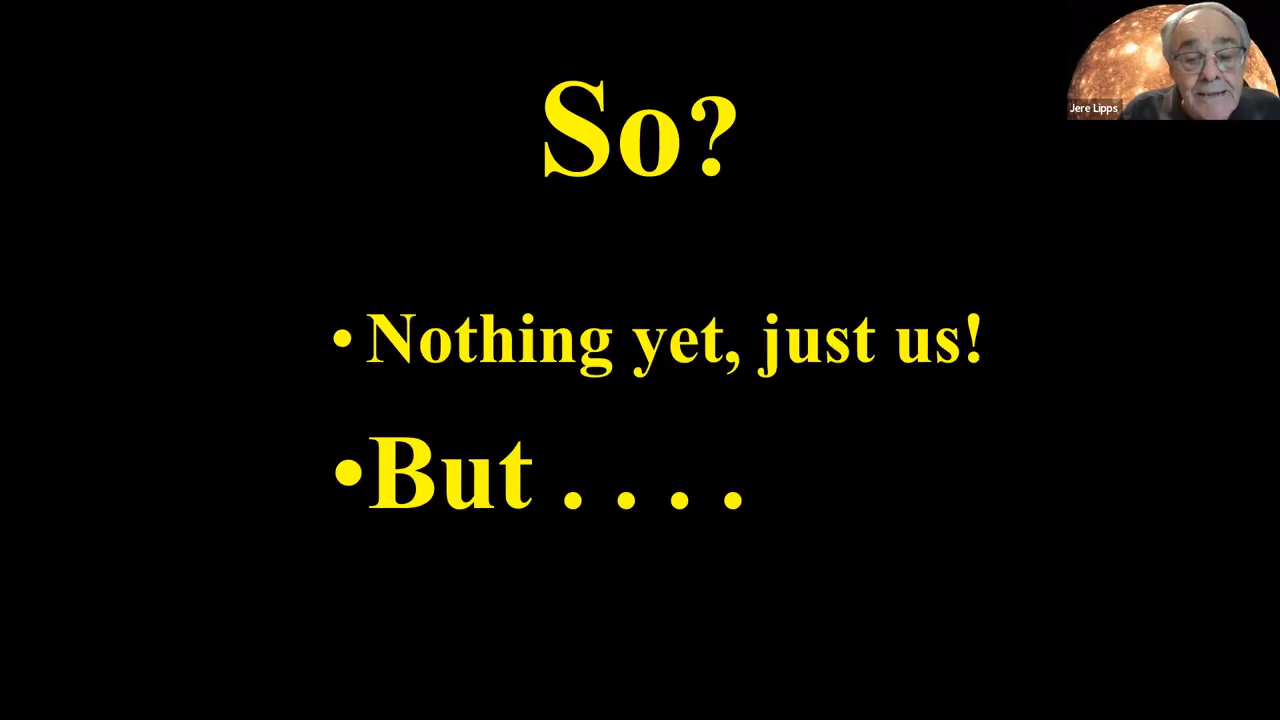 So?
• Nothing yet, just us!
•But . . . .
Jere Lipps